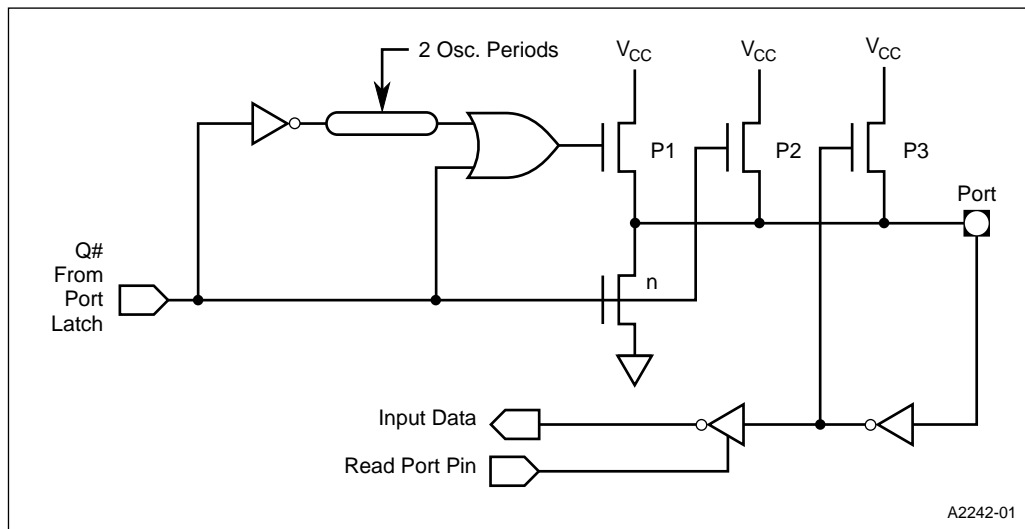 2 Osc. Periods
VCC
VCC
VCC
P1
P2
P3
Port
Q#
From
Port
Latch
n
Input Data
Read Port Pin
A2242-01